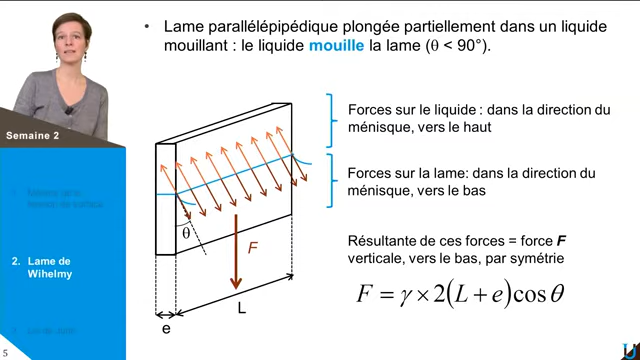 Lame parallélépipédique plongée partiellement dans un liquide
mouillant : le liquide mouille la lame (θ < 90°).
Semaine 2
2. Lame de
Wihelmy
Forces sur le liquide : dans la direction du
ménisque, vers le haut
Forces sur la lame: dans la direction du
ménisque, vers le bas
Résultante de ces forces = force F
verticale, vers le bas, par symétrie
F = γ × 2(L + e) cos θ
θ
F
L
e
5